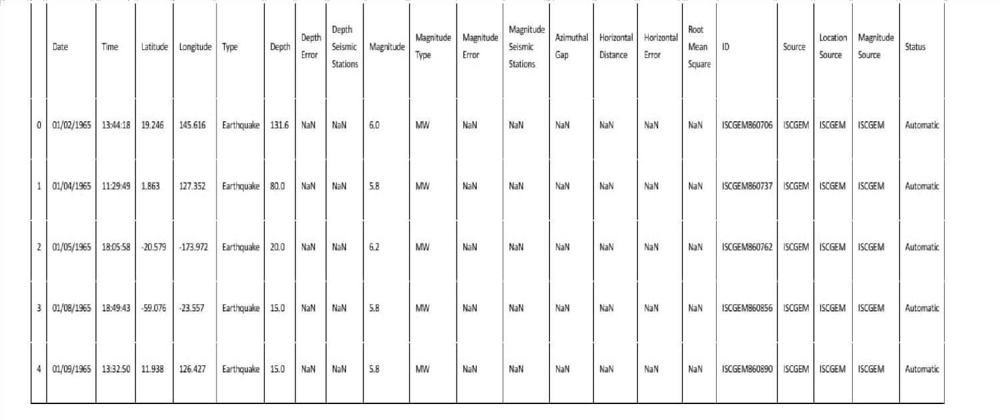 Date Time Latitude Longitude Type Depth Depth Error Depth Seismic Stations Magnitude Magnitude Type Magnitude Error Magnitude Seismic Stations Azimuthal Gap Horizontal Distance Horizontal Error Root Mean Square ID Source Location Source Magnitude Source Status
0 01/02/1965 13:44:18 19.246 145.616 Earthquake 131.6 NaN NaN 6.0 MW NaN NaN NaN NaN NaN NaN ISCGEM860706 ISCGEM ISCGEM ISCGEM Automatic
1 01/04/1965 11:29:49 1.863 127.352 Earthquake 80.0 NaN NaN 5.8 MW NaN NaN NaN NaN NaN NaN ISCGEM860737 ISCGEM ISCGEM ISCGEM Automatic
2 01/05/1965 18:05:58 -20.579 -173.972 Earthquake 20.0 NaN NaN 6.2 MW NaN NaN NaN NaN NaN NaN ISCGEM860762 ISCGEM ISCGEM ISCGEM Automatic
3 01/08/1965 18:49:43 -59.076 -23.557 Earthquake 15.0 NaN NaN 5.8 MW NaN NaN NaN NaN NaN NaN ISCGEM860856 ISCGEM ISCGEM ISCGEM Automatic
4 01/09/1965 13:32:50 11.938 126.427 Earthquake 15.0 NaN NaN 5.8 MW NaN NaN NaN NaN NaN NaN ISCGEM860890 ISCGEM ISCGEM ISCGEM Automatic